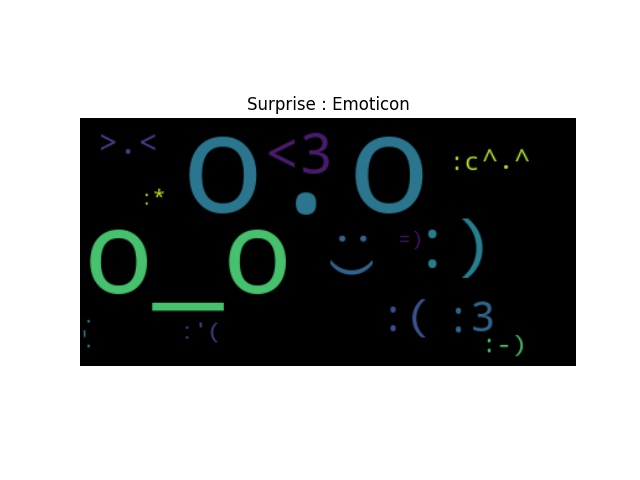 Surprise : Emoticon
>.<
O.O
<3
:c
^.^
:*
O_O
=)
:)
:'(
:(
:3
:-)